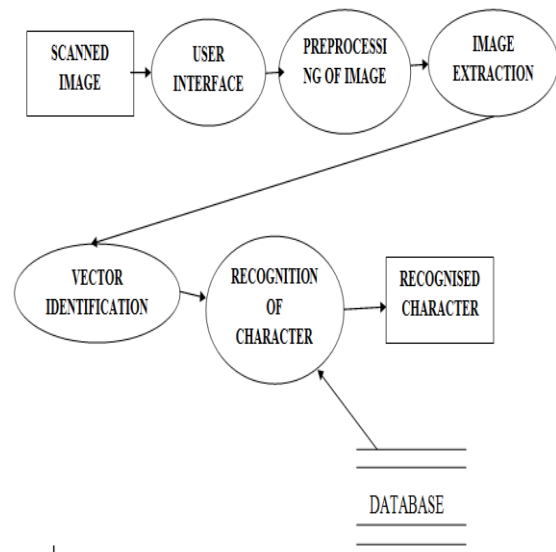 SCANNED
IMAGE
USER
INTERFACE
PREPROCESSI
NG OF IMAGE
IMAGE
EXTRACTION
VECTOR
IDENTIFICATION
RECOGNITION
OF
CHARACTER
RECOGNISED
CHARACTER
DATABASE